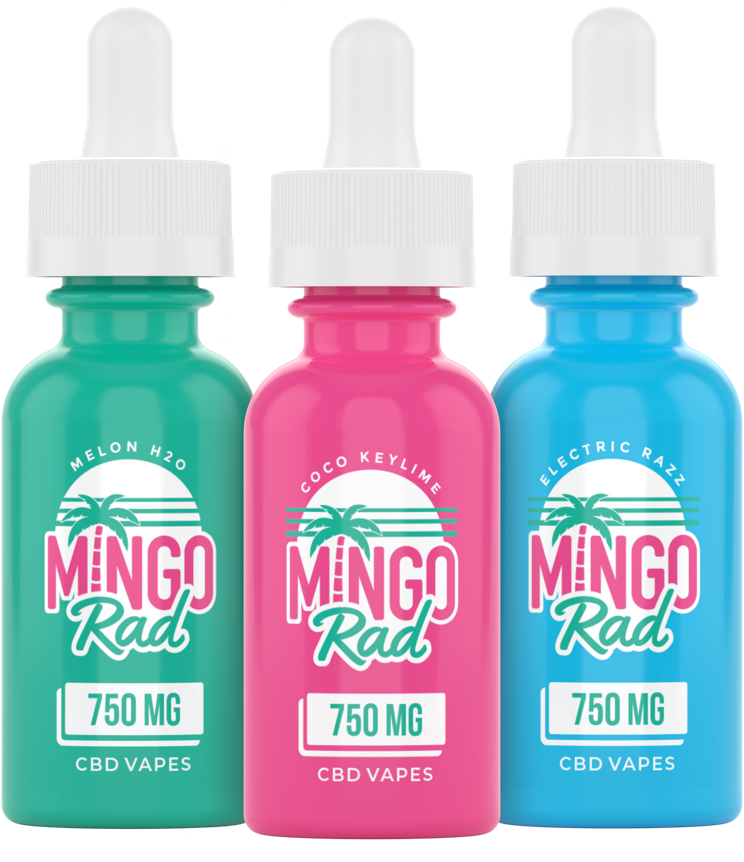 MELON H2O
MINGO
Rad
750 MG
CBD VAPES
COCO KEYLIME
MINGO
Rad
750 MG
CBD VAPES
ELECTRIC RAZZ
MINGO
Rad
750 MG
CBD VAPES